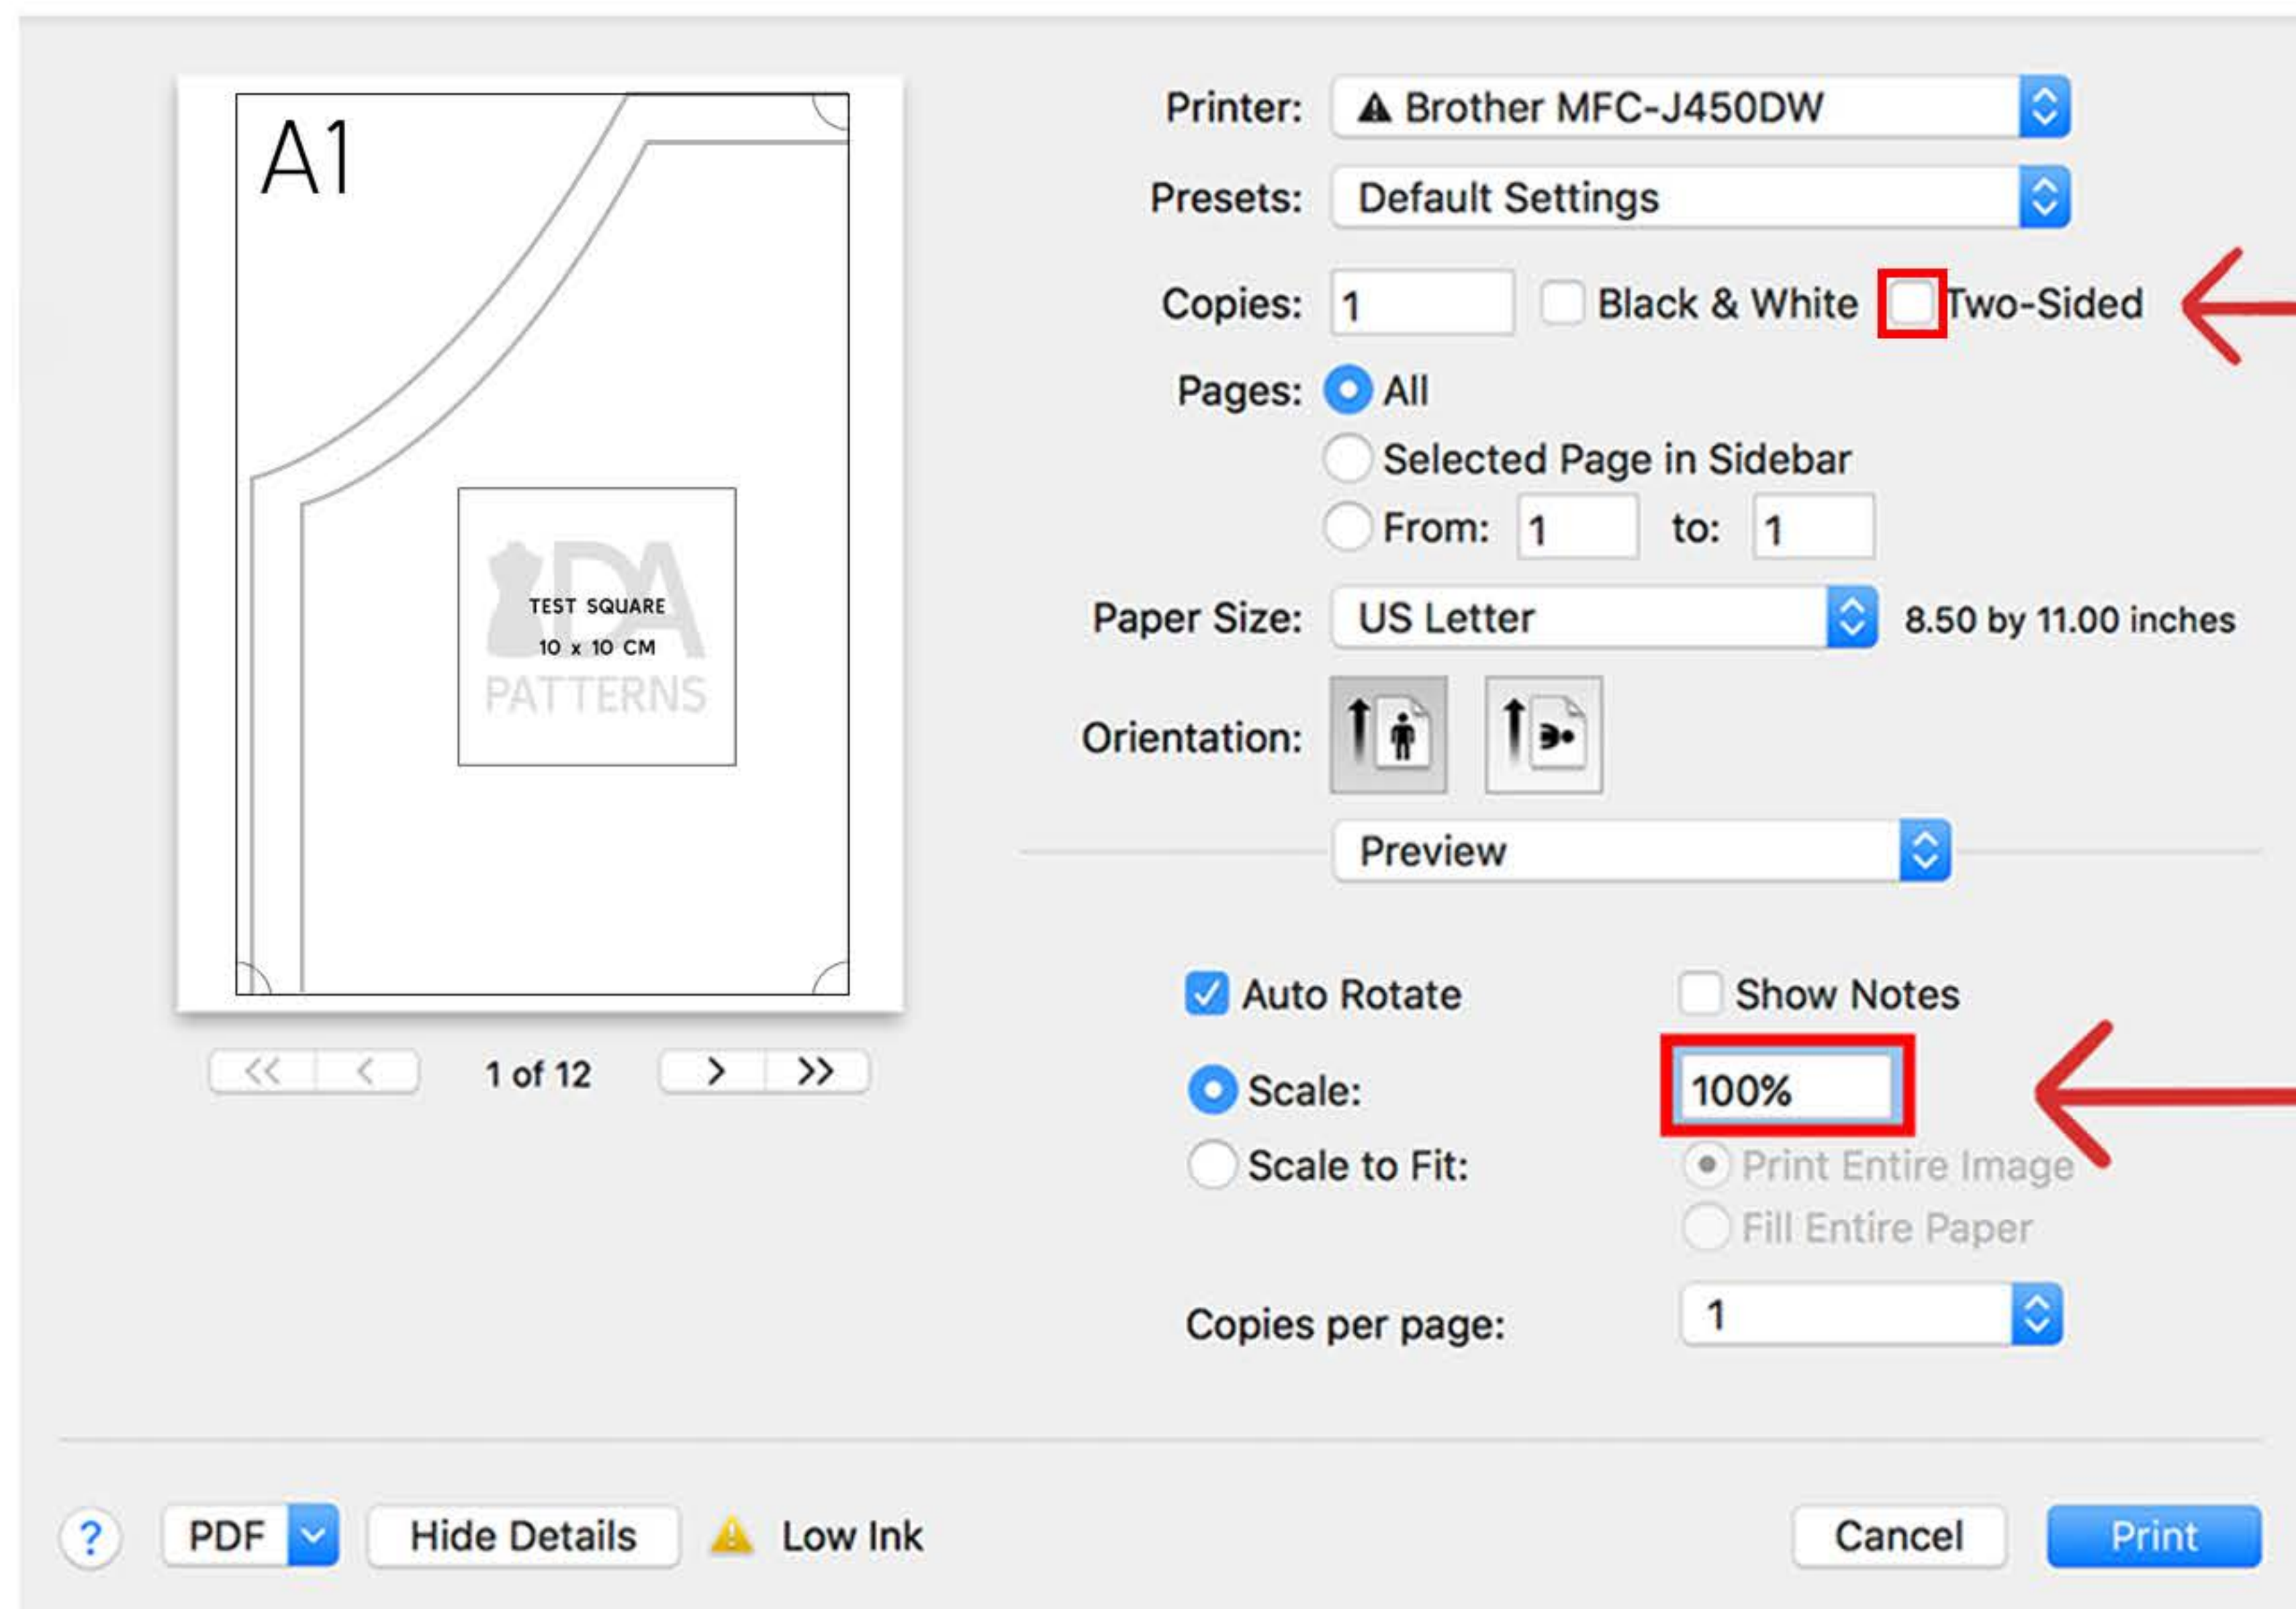 A1
TEST SQUARE
10 x 10 CM
DA
PATTERNS
<< < 1 of 12 > >>
Printer: Brother MFC-J450DW
Presets: Default Settings
Copies: 1 Black & White Two-Sided
Pages: All
Selected Page in Sidebar
From: 1 to: 1
Paper Size: US Letter 8.50 by 11.00 inches
Orientation:
Preview
Auto Rotate Show Notes
Scale: 100%
Scale to Fit: Print Entire Image
Fill Entire Paper
Copies per page: 1
? PDF Hide Details Low Ink Cancel Print